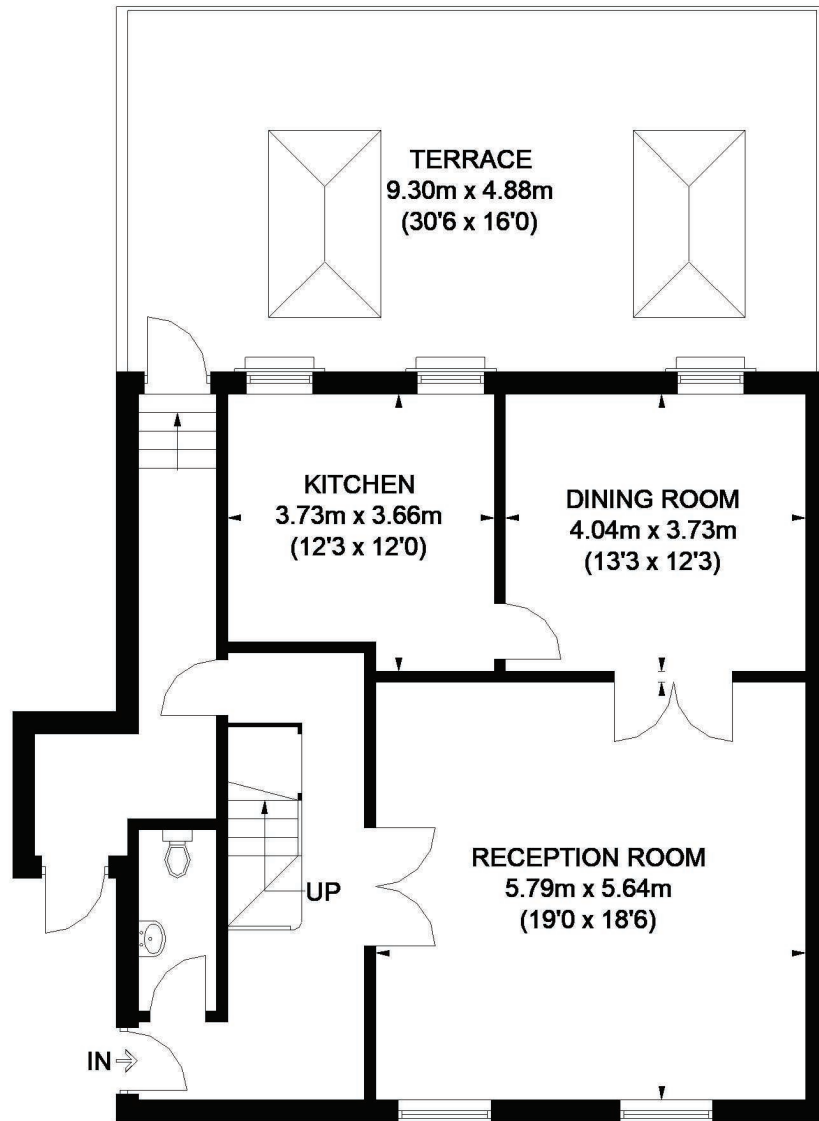 TERRACE
9.30m x 4.88m
(30'6 x 16'0)
KITCHEN
3.73m x 3.66m
(12'3 x 12'0)
DINING ROOM
4.04m x 3.73m
(13'3 x 12'3)
RECEPTION ROOM
5.79m x 5.64m
(19'0 x 18'6)
UP
IN